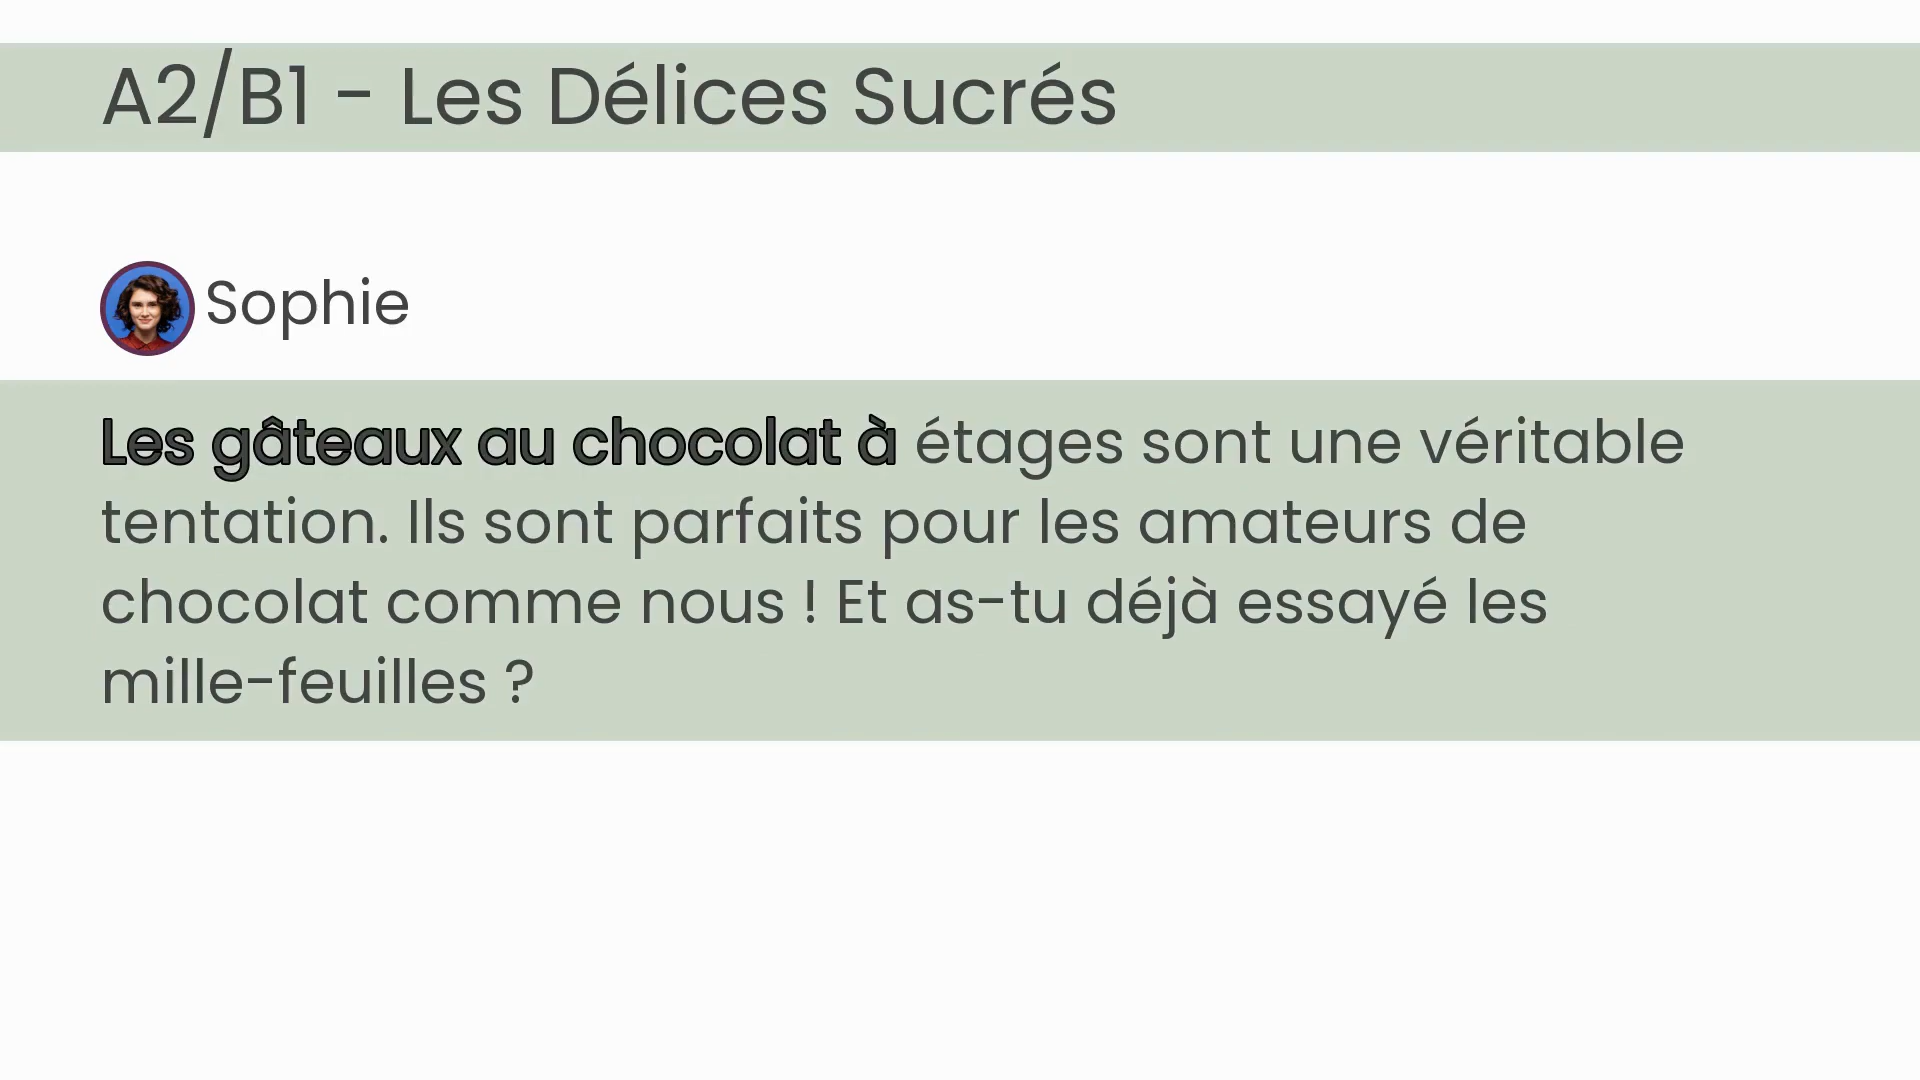 A2/B1 - Les Délices Sucrés
Sophie
Les gâteaux au chocolat à étages sont une véritable
tentation. Ils sont parfaits pour les amateurs de
chocolat comme nous ! Et as-tu déjà essayé les
mille-feuilles ?